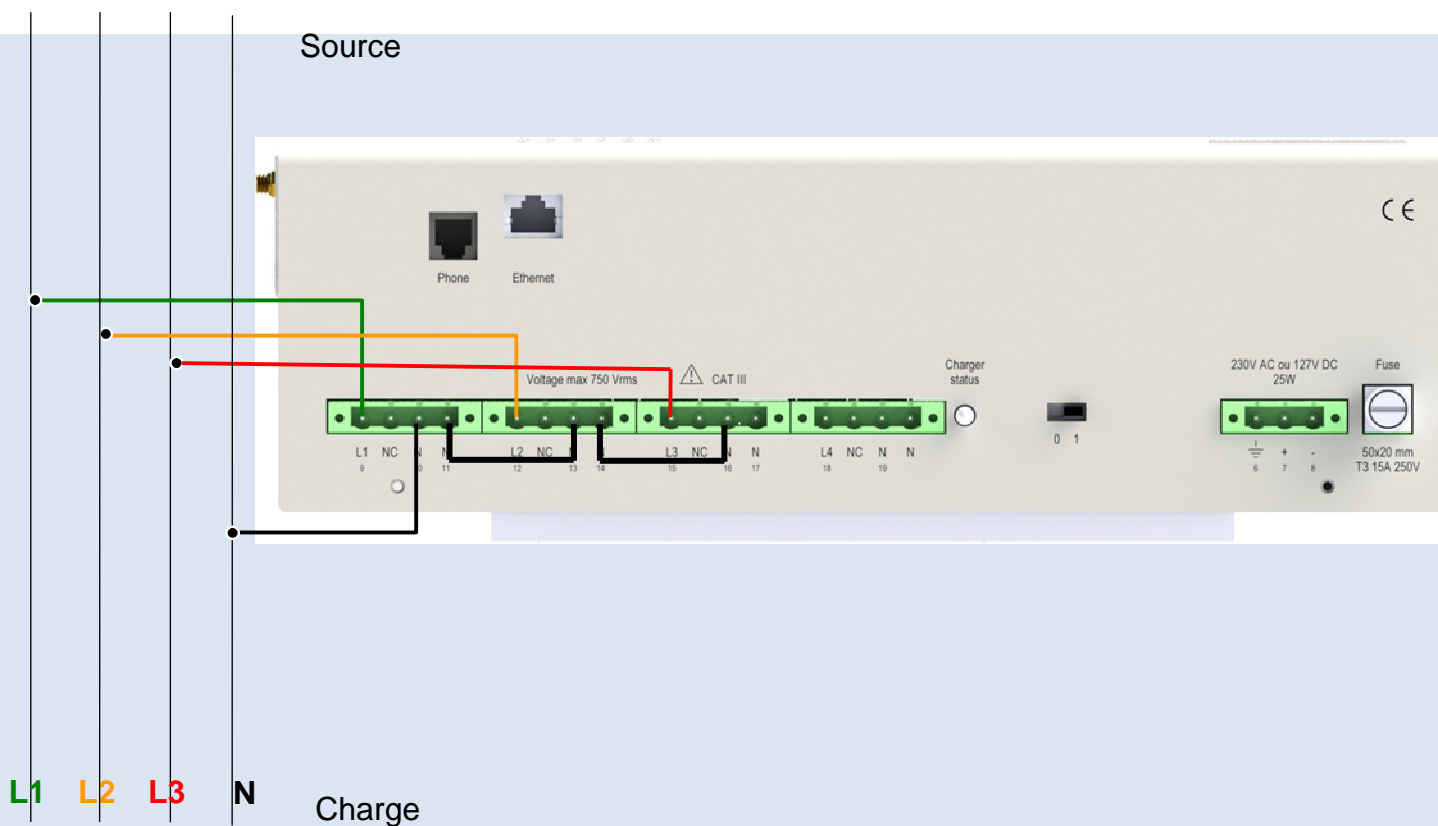 Source
CE
Phone Ethernet
Voltage max 750 Vrms CAT III
Charger
status
230V AC ou 127V DC
25W
Fuse
0 1
L1 NC N N
9 0 11
L2 NC
12 13 14
L3 NC N N
15 16 17
L4 NC N N
18 19
+ -
6 7 8
50x20 mm
T3 15A 250V
L1 L2 L3 N
Charge